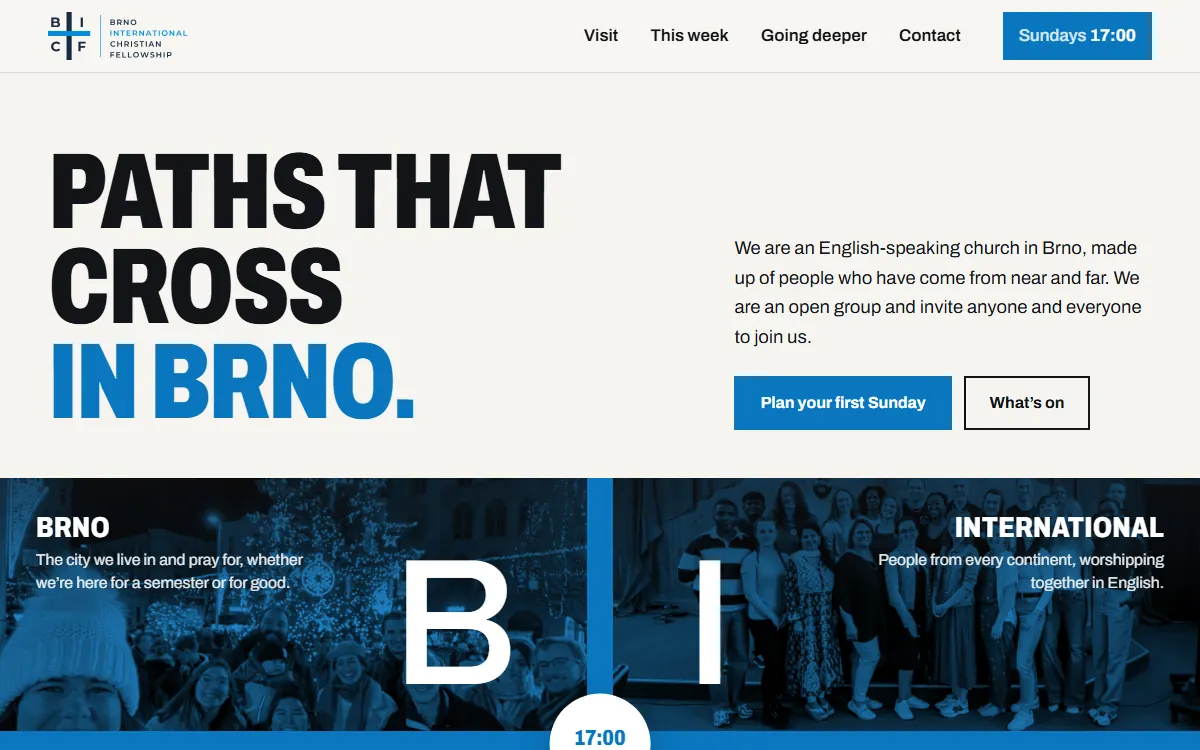 B I
C F
BRNO
INTERNATIONAL
CHRISTIAN
FELLOWSHIP
Visit
This week
Going deeper
Contact
Sundays 17:00
PATHS THAT
CROSS
IN BRNO.
We are an English-speaking church in Brno, made
up of people who have come from near and far. We
are an open group and invite anyone and everyone
to join us.
Plan your first Sunday
What’s on
BRNO
The city we live in and pray for, whether
we’re here for a semester or for good.
B
INTERNATIONAL
People from every continent, worshipping
together in English.
I
17:00